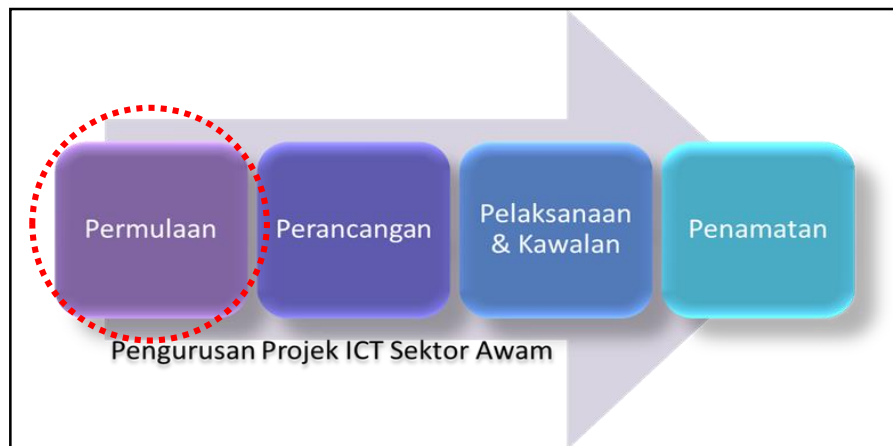 Permulaan
Perancangan
Pelaksanaan
& Kawalan
Penamatan
Pengurusan Projek ICT Sektor Awam